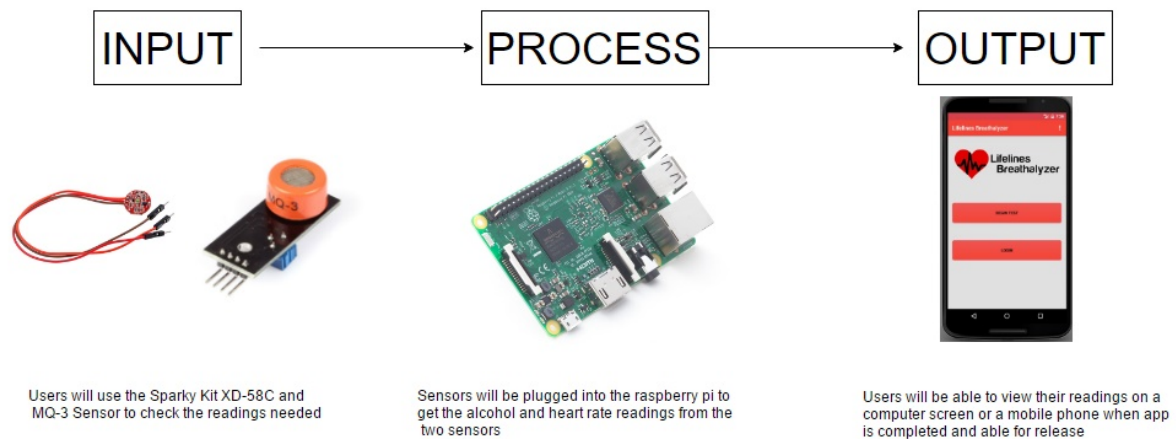 INPUT
PROCESS
OUTPUT
MQ-3
HDMI
Lifelines Breathalyzer
Lifelines
Breathalyzer
LOGIN
Users will use the Sparky Kit XD-58C and
MQ-3 Sensor to check the readings needed
Sensors will be plugged into the raspberry pi to
get the alcohol and heart rate readings from the
two sensors
Users will be able to view their readings on a
computer screen or a mobile phone when app
is completed and able for release